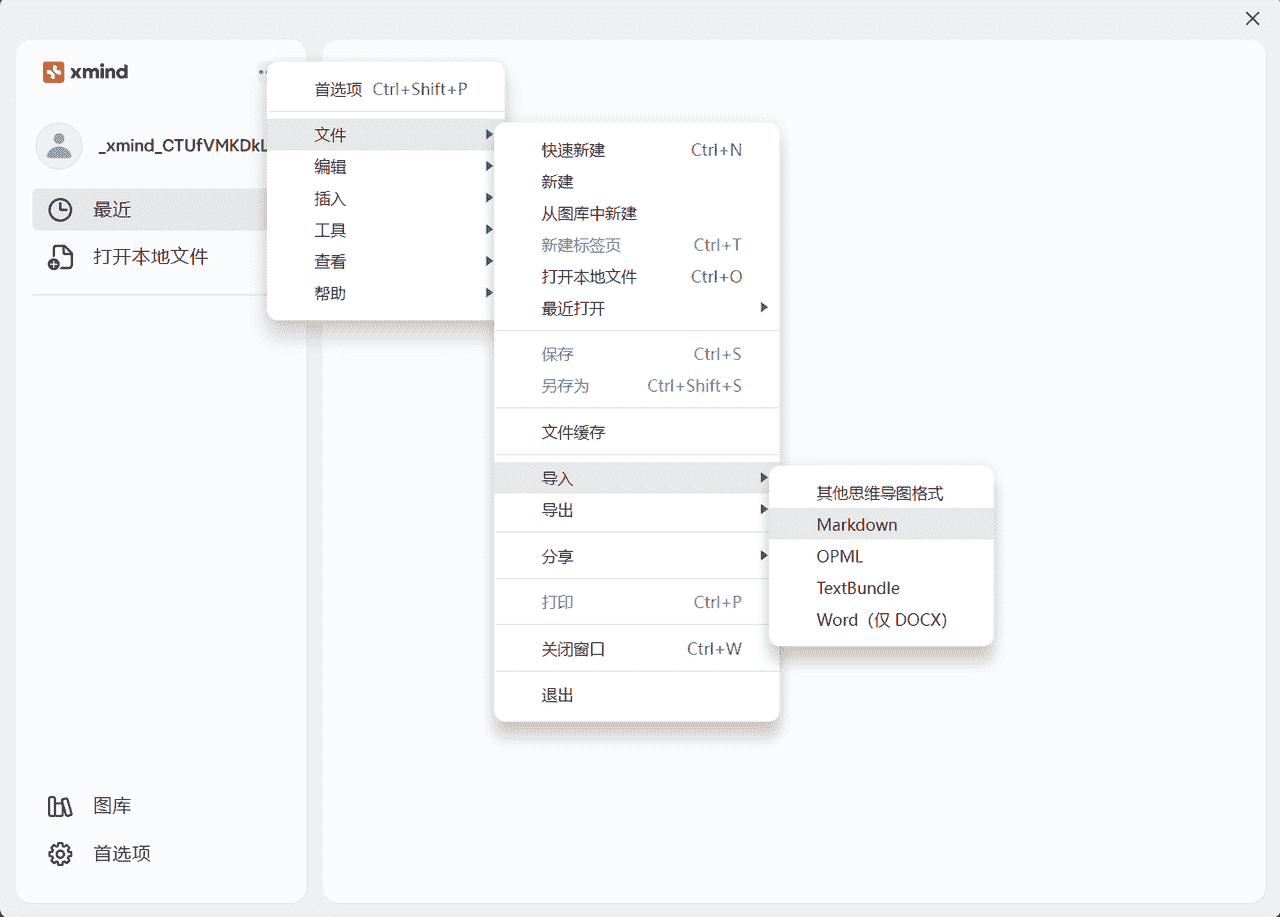 xmind
_xmind_CTUfVMKDkL
最近
打开本地文件
图库
首选项
首选项 Ctrl+Shift+P
文件
编辑
插入
工具
查看
帮助
快速新建 Ctrl+N
新建
从图库中新建
新建标签页 Ctrl+T
打开本地文件 Ctrl+O
最近打开
保存 Ctrl+S
另存为 Ctrl+Shift+S
文件缓存
导入
导出
分享
打印 Ctrl+P
关闭窗口 Ctrl+W
退出
其他思维导图格式
Markdown
OPML
TextBundle
Word（仅 DOCX）